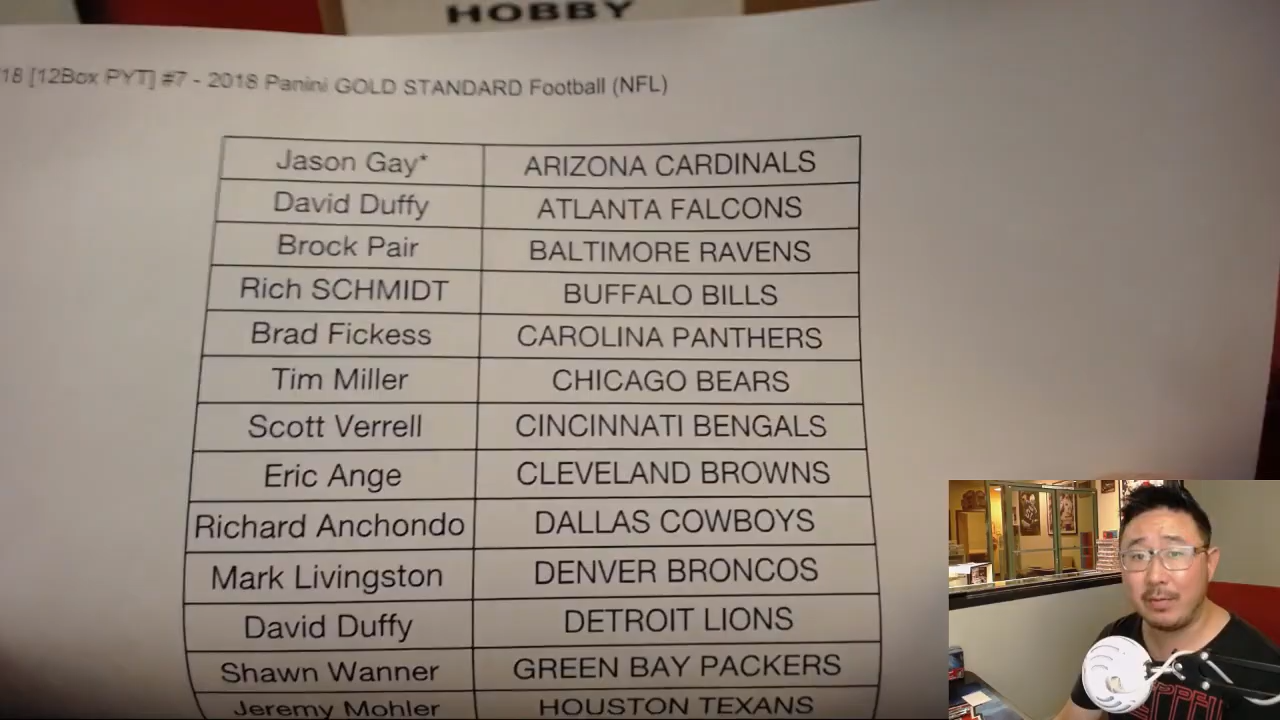 HOBBY
18 [12Box PYT] #7 - 2018 Panini GOLD STANDARD Football (NFL)
Jason Gay* ARIZONA CARDINALS
David Duffy ATLANTA FALCONS
Brock Pair BALTIMORE RAVENS
Rich SCHMIDT BUFFALO BILLS
Brad Fickess CAROLINA PANTHERS
Tim Miller CHICAGO BEARS
Scott Verrell CINCINNATI BENGALS
Eric Ange CLEVELAND BROWNS
Richard Anchondo DALLAS COWBOYS
Mark Livingston DENVER BRONCOS
David Duffy DETROIT LIONS
Shawn Wanner GREEN BAY PACKERS
Jeremy Mohler HOUSTON TEXANS